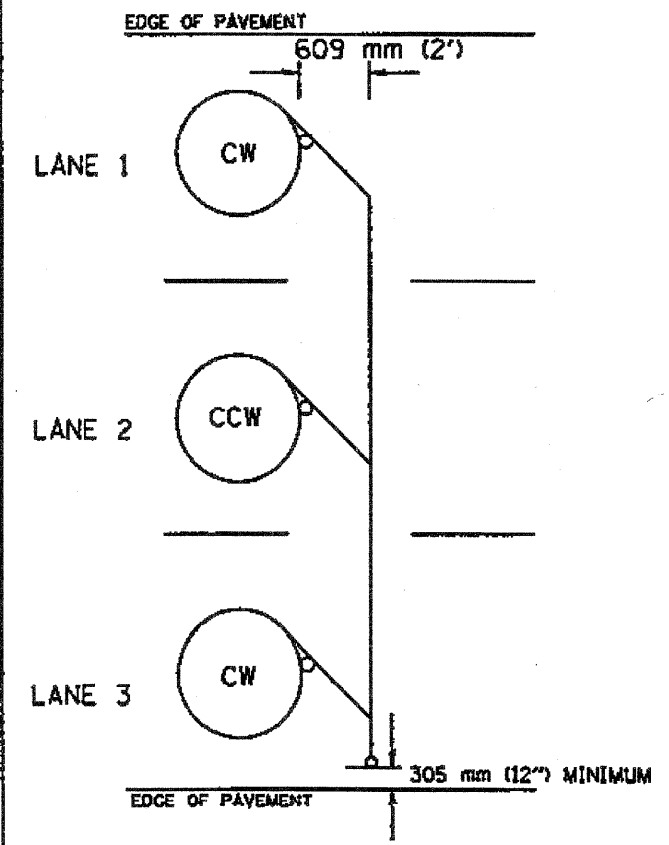 EDGE OF PAVEMENT
609 mm (2')
LANE 1
CW
LANE 2
CCW
LANE 3
CW
305 mm (12") MINIMUM
EDGE OF PAVEMENT